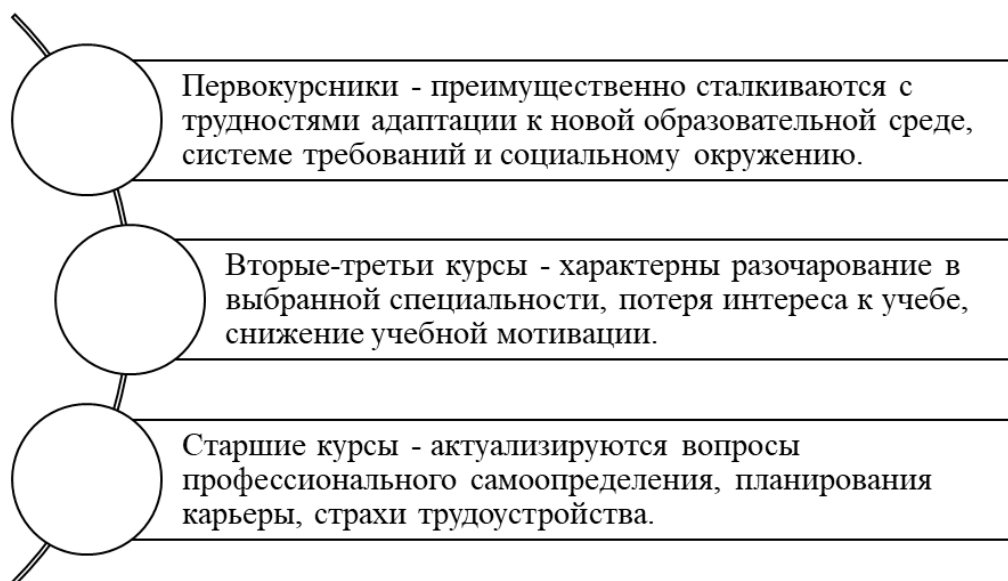 Первокурсники - преимущественно сталкиваются с
трудностями адаптации к новой образовательной среде,
системе требований и социальному окружению.
Вторые-третьи курсы - характерны разочарование в
выбранной специальности, потеря интереса к учебе,
снижение учебной мотивации.
Старшие курсы - актуализируются вопросы
профессионального самоопределения, планирования
карьеры, страхи трудоустройства.